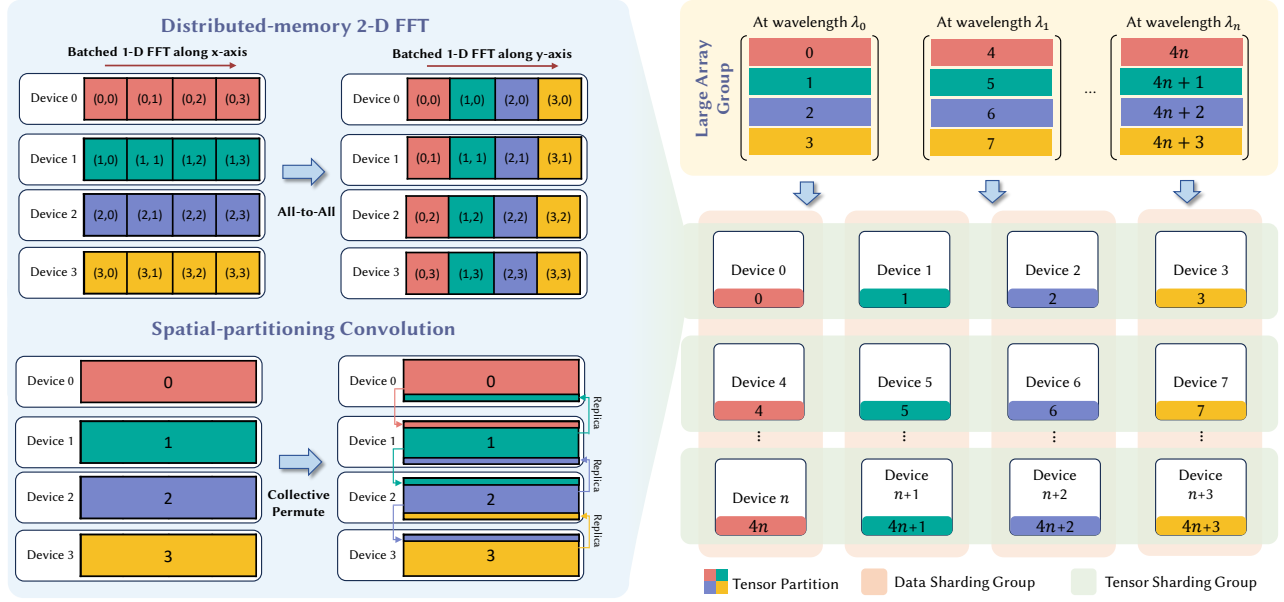 Distributed-memory 2-D FFT
Batched 1-D FFT along x-axis
Device 0 (0,0) (0,1) (0,2) (0,3)
Device 1 (1,0) (1, 1) (1,2) (1,3)
Device 2 (2,0) (2,1) (2,2) (2,3)
Device 3 (3,0) (3,1) (3,2) (3,3)
All-to-All
Batched 1-D FFT along y-axis
Device 0 (0,0) (1,0) (2,0) (3,0)
Device 1 (0,1) (1, 1) (2,1) (3,1)
Device 2 (0,2) (1,2) (2,2) (3,2)
Device 3 (0,3) (1,3) (2,3) (3,3)
Spatial-partitioning Convolution
Device 0 0
Device 1 1
Device 2 2
Device 3 3
Collective
Permute
Device 0 0
Device 1 1
Device 2 2
Device 3 3
Replica
Replica
Replica
Large Array
Group
At wavelength λ0
0
1
2
3
At wavelength λ1
4
5
6
7
...
At wavelength λn
4n
4n + 1
4n + 2
4n + 3
Device 0 Device 1 Device 2 Device 3
0 1 2 3
Device 4 Device 5 Device 6 Device 7
4 5 6 7
⋮ ⋮ ⋮ ⋮
Device n Device n+1 Device n+2 Device n+3
4n 4n+1 4n+2 4n+3
Tensor Partition Data Sharding Group Tensor Sharding Group